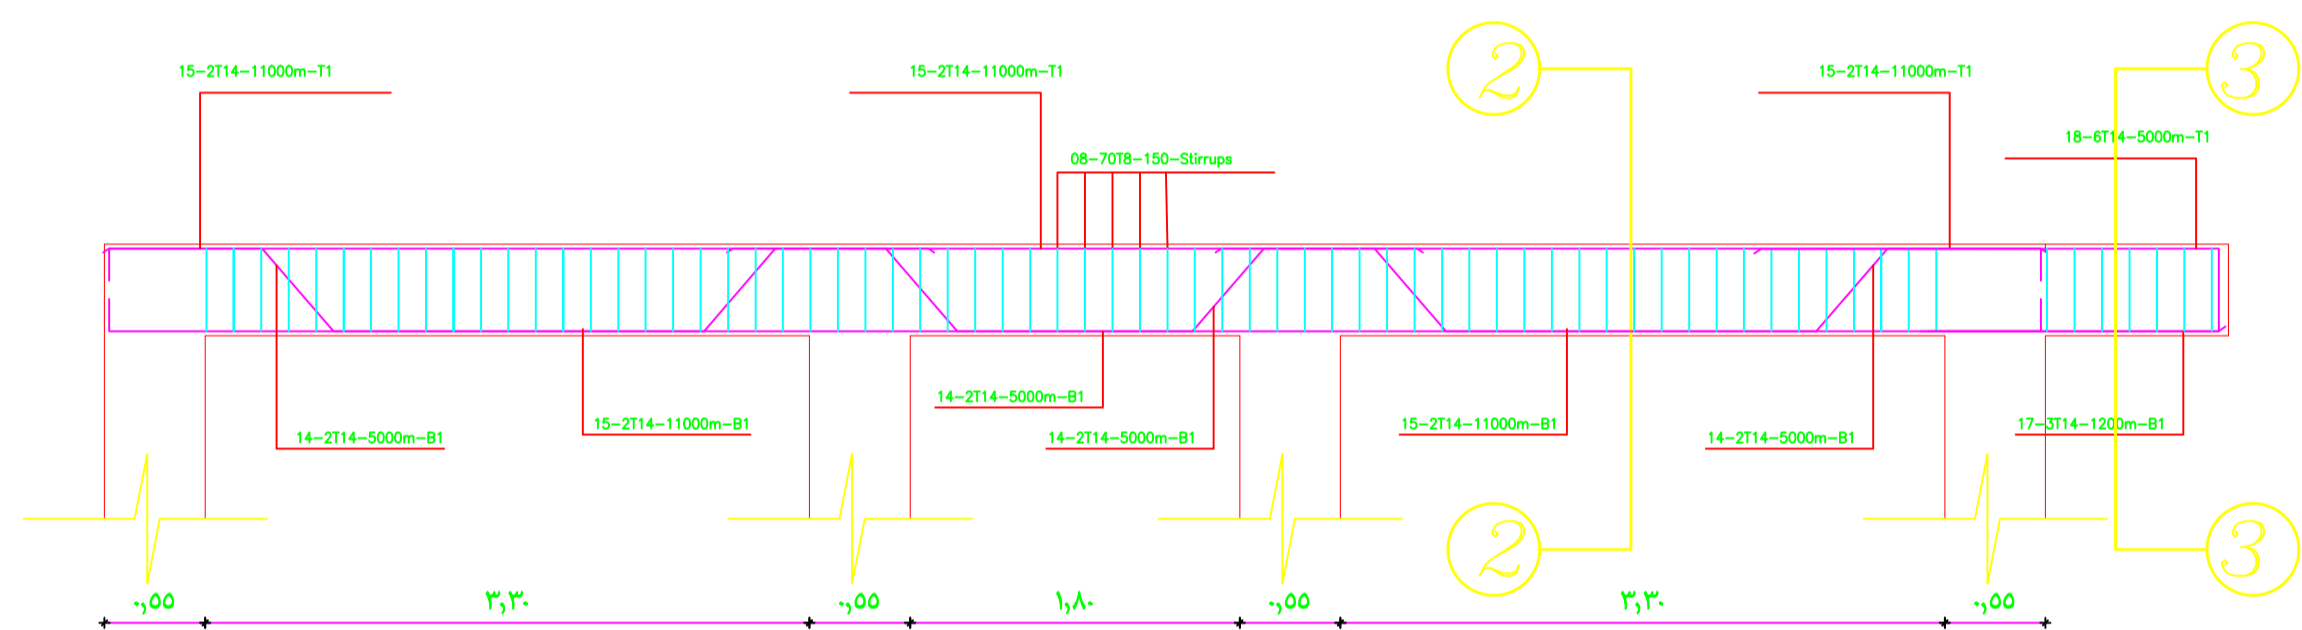 15-2T14-11000m-T1
15-2T14-11000m-T1
2
15-2T14-11000m-T1
3
18-6T14-5000m-T1
08-70T8-150-Stirrups
14-2T14-5000m-B1
15-2T14-11000m-B1
14-2T14-5000m-B1
14-2T14-5000m-B1
15-2T14-11000m-B1
14-2T14-5000m-B1
17-3T14-1200m-B1
2
3
٠,٥٥
٣,٣٠
٠,٥٥
١,٨٠
٠,٥٥
٣,٣٠
٠,٥٥